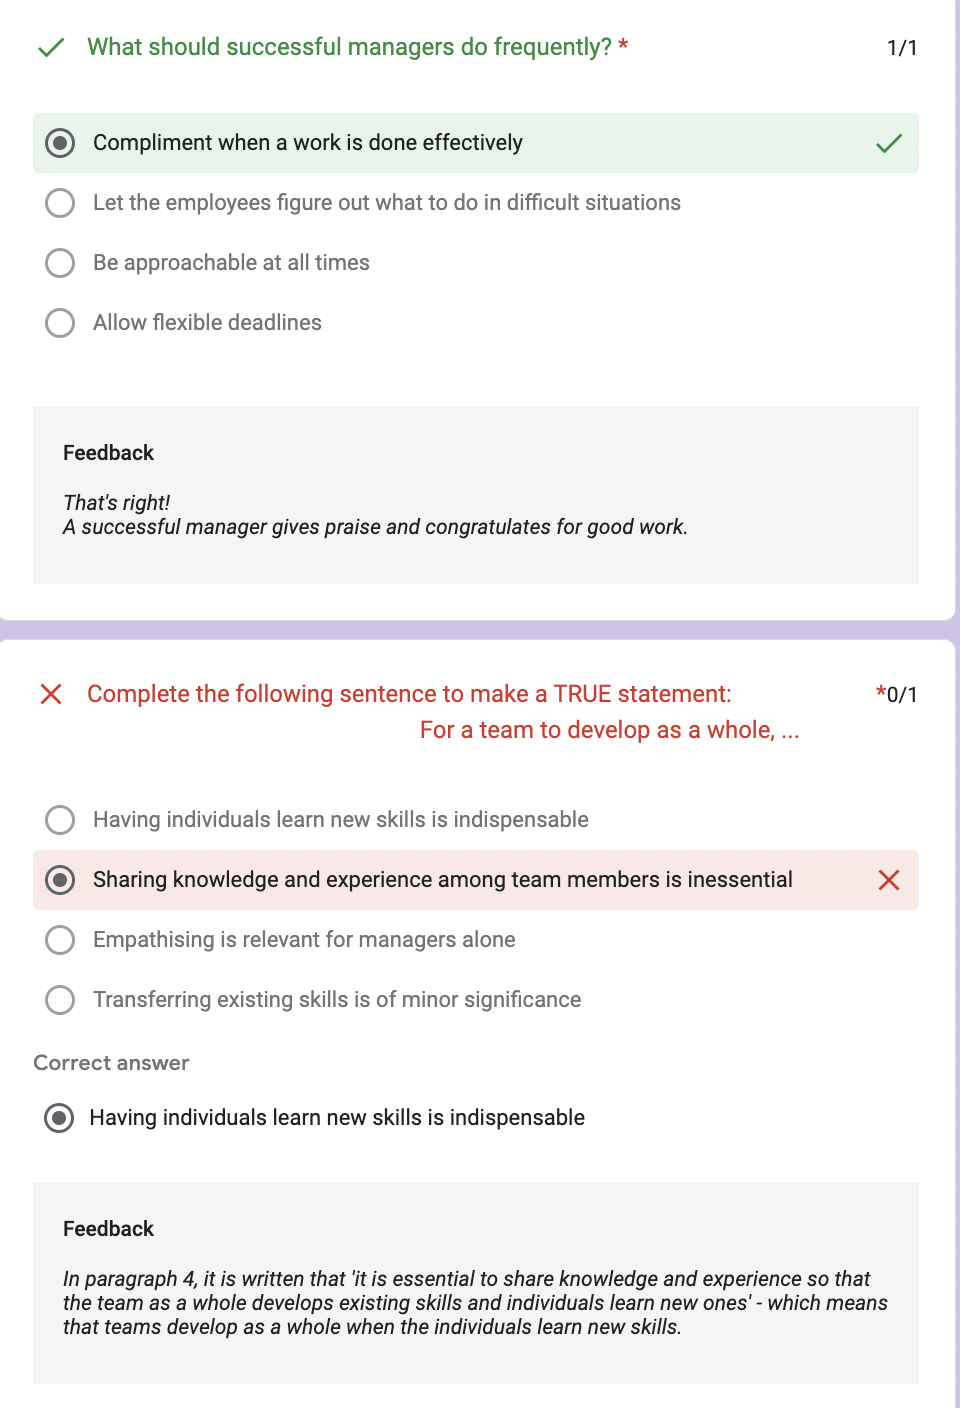 What should successful managers do frequently? *
1/1
Compliment when a work is done effectively
Let the employees figure out what to do in difficult situations
Be approachable at all times
Allow flexible deadlines
Feedback
That's right!
A successful manager gives praise and congratulates for good work.
Complete the following sentence to make a TRUE statement:
*0/1
For a team to develop as a whole, ...
Having individuals learn new skills is indispensable
Sharing knowledge and experience among team members is inessential
Empathising is relevant for managers alone
Transferring existing skills is of minor significance
Correct answer
Having individuals learn new skills is indispensable
Feedback
In paragraph 4, it is written that 'it is essential to share knowledge and experience so that
the team as a whole develops existing skills and individuals learn new ones' - which means
that teams develop as a whole when the individuals learn new skills.